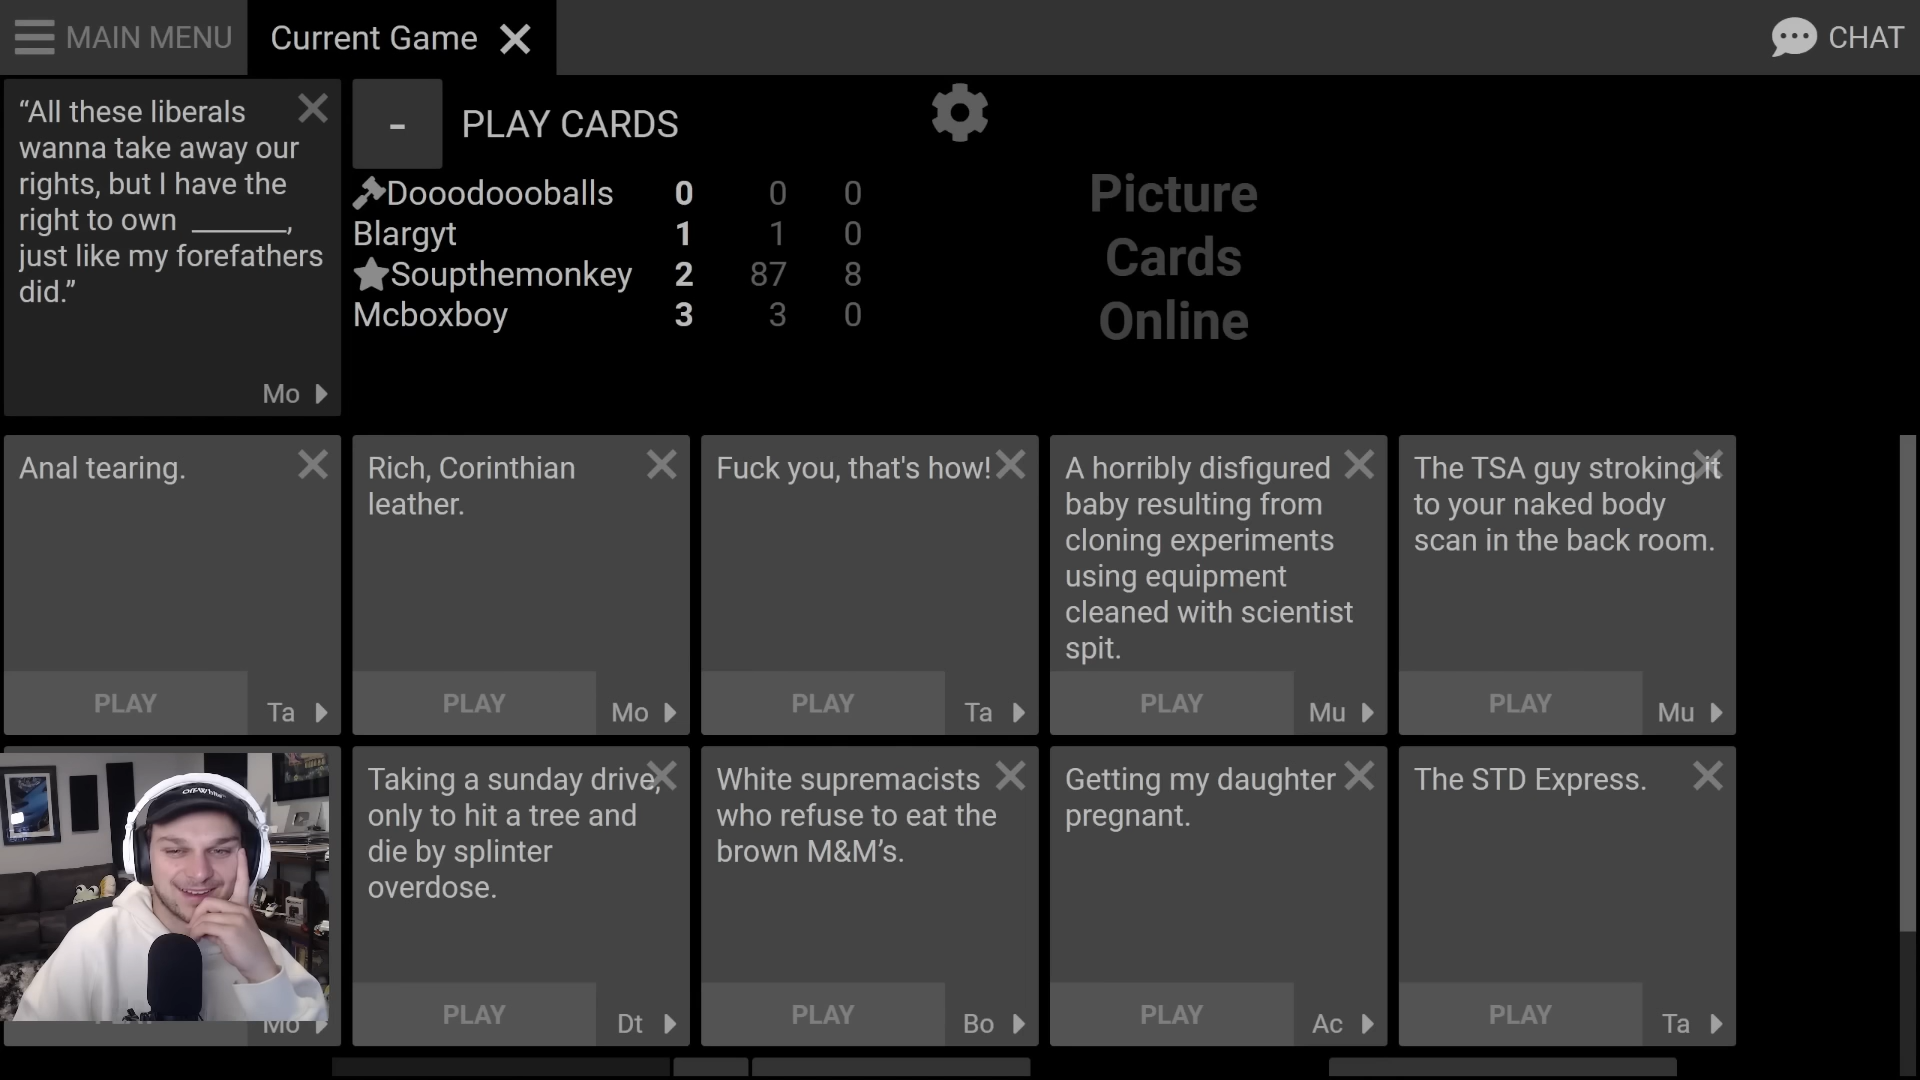 MAIN MENU
Current Game
CHAT
“All these liberals
wanna take away our
rights, but I have the
right to own _______,
just like my forefathers
did.”
Mo
-
PLAY CARDS
Dooodoooballs 0 0 0
Blargyt 1 1 0
Soupthemonkey 2 87 8
Mcboxboy 3 3 0
Picture
Cards
Online
Anal tearing.
PLAY
Ta
Rich, Corinthian
leather.
PLAY
Mo
Fuck you, that's how!
PLAY
Ta
A horribly disfigured
baby resulting from
cloning experiments
using equipment
cleaned with scientist
spit.
PLAY
Mu
The TSA guy stroking it
to your naked body
scan in the back room.
PLAY
Mu
Off-White
PLAY
Mo
Taking a sunday drive,
only to hit a tree and
die by splinter
overdose.
PLAY
Dt
White supremacists
who refuse to eat the
brown M&M’s.
PLAY
Bo
Getting my daughter
pregnant.
PLAY
Ac
The STD Express.
PLAY
Ta